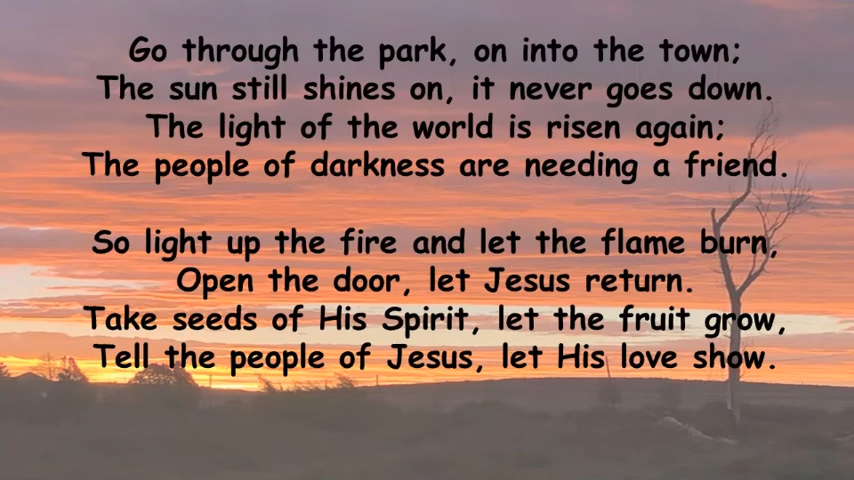 Go through the park, on into the town;
The sun still shines on, it never goes down.
The light of the world is risen again;
The people of darkness are needing a friend.
So light up the fire and let the flame burn,
Open the door, let Jesus return.
Take seeds of His Spirit, let the fruit grow,
Tell the people of Jesus, let His love show.